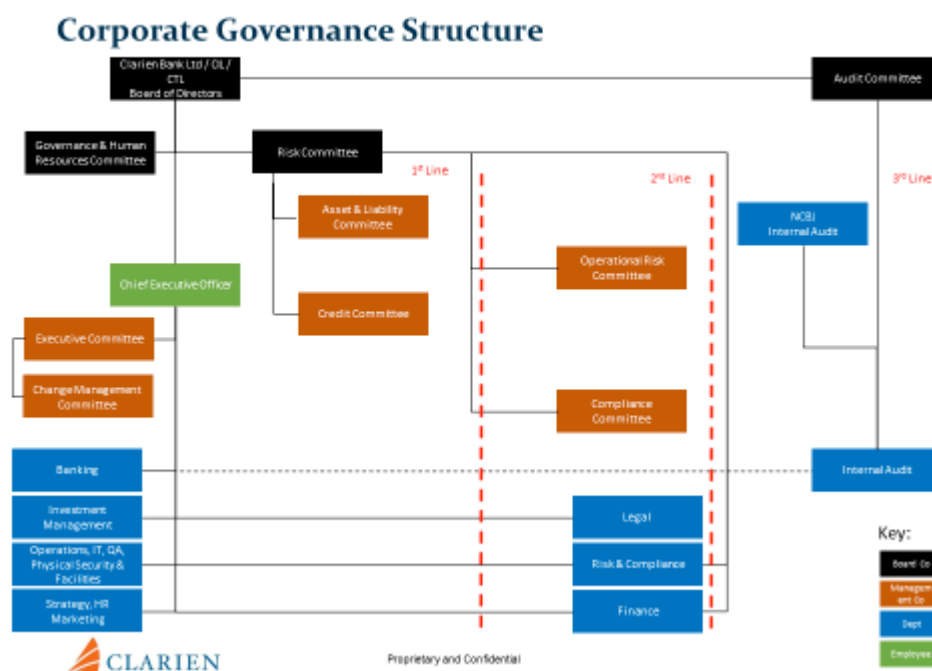 Corporate Governance Structure
Clarien Bank Ltd / CIL /
CTL
Board of Directors
Audit Committee
Governance & Human
Resources Committee
Risk Committee
1st Line
2nd Line
3rd Line
Asset & Liability
Committee
NCBJ
Internal Audit
Operational Risk
Committee
Chief Executive Officer
Credit Committee
Executive Committee
Change Management
Committee
Compliance
Committee
Banking
Internal Audit
Investment
Management
Legal
Operations, IT, QA,
Physical Security &
Facilities
Risk & Compliance
Strategy, HR
Marketing
Finance
Key:
Board Co
Managem
ent Co
Dept
Employee
CLARIEN
Proprietary and Confidential